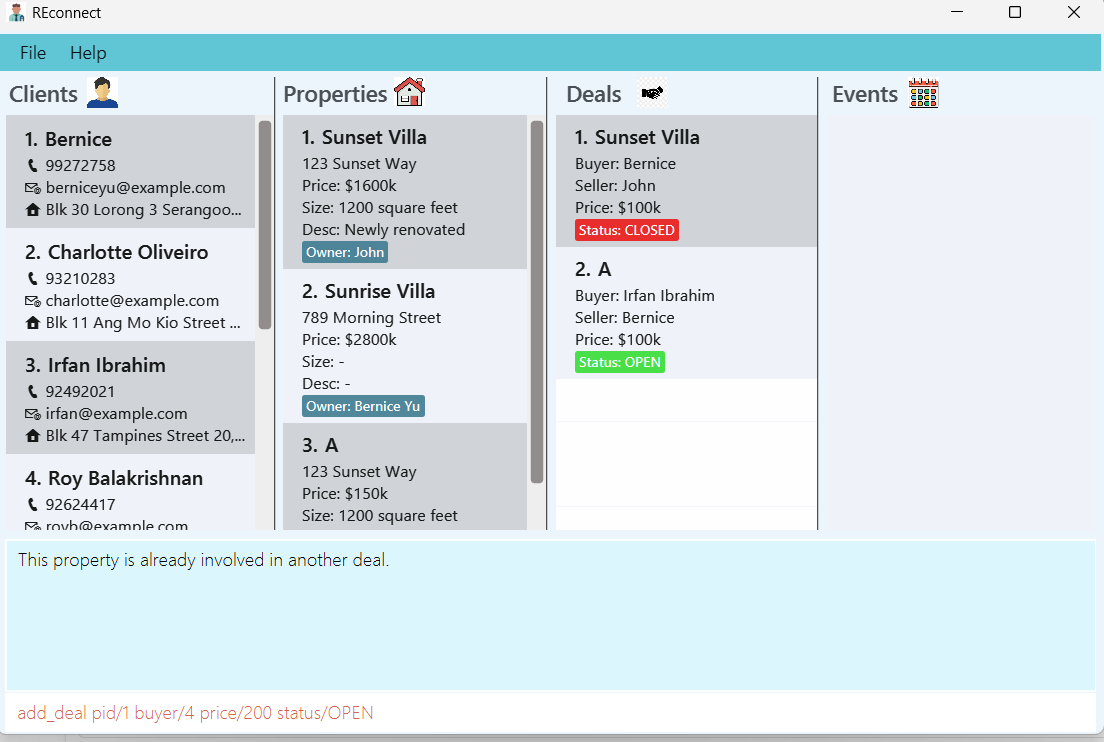 REconnect
File Help
Clients
1. Bernice
99272758
berniceyu@example.com
Blk 30 Lorong 3 Serangoo...
2. Charlotte Oliveiro
93210283
charlotte@example.com
Blk 11 Ang Mo Kio Street ...
3. Irfan Ibrahim
92492021
irfan@example.com
Blk 47 Tampines Street 20,...
4. Roy Balakrishnan
92624417
royb@example.com
Properties
1. Sunset Villa
123 Sunset Way
Price: $1600k
Size: 1200 square feet
Desc: Newly renovated
Owner: John
2. Sunrise Villa
789 Morning Street
Price: $2800k
Size: -
Desc: -
Owner: Bernice Yu
3. A
123 Sunset Way
Price: $150k
Size: 1200 square feet
Deals
1. Sunset Villa
Buyer: Bernice
Seller: John
Price: $100k
Status: CLOSED
2. A
Buyer: Irfan Ibrahim
Seller: Bernice
Price: $100k
Status: OPEN
Events
This property is already involved in another deal.
add_deal pid/1 buyer/4 price/200 status/OPEN